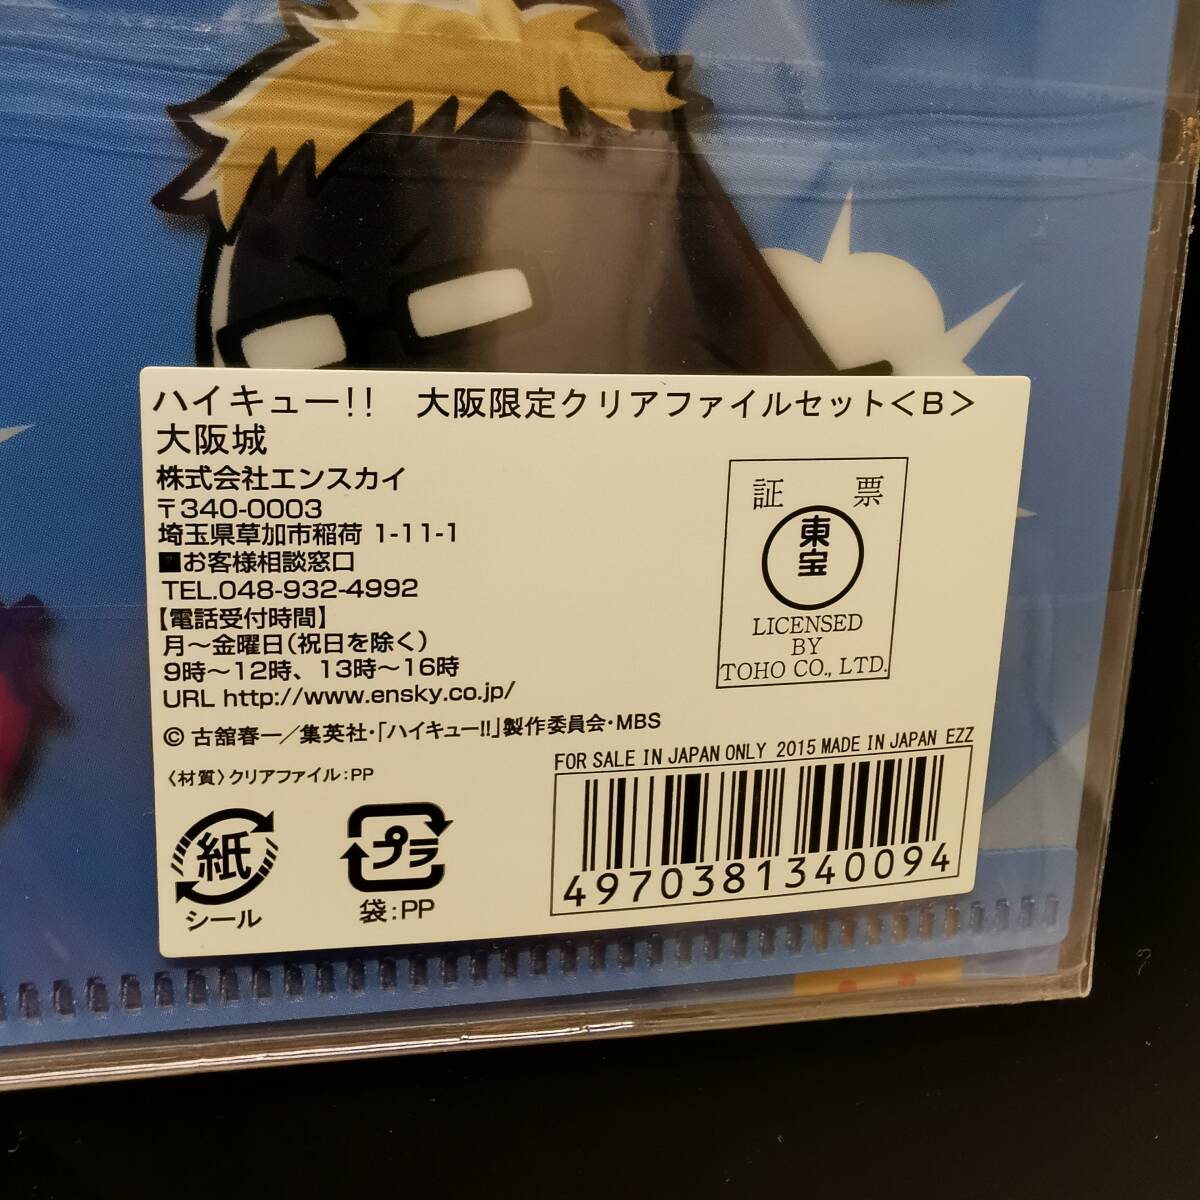 ハイキュー!!　大阪限定クリアファイルセット＜B＞
大阪城
株式会社エンスカイ
〒340-0003
埼玉県草加市稲荷 1-11-1
■お客様相談窓口
TEL.048-932-4992
【電話受付時間】
月～金曜日(祝日を除く)
9時～12時、13時～16時
URL http://www.ensky.co.jp/
© 古舘春一／集英社・「ハイキュー!!」製作委員会・MBS
〈材質〉クリアファイル：PP
紙
シール
プラ
袋：PP
証 票
東宝
LICENSED
BY
TOHO CO., LTD.
FOR SALE IN JAPAN ONLY 2015 MADE IN JAPAN EZZ
4970381340094